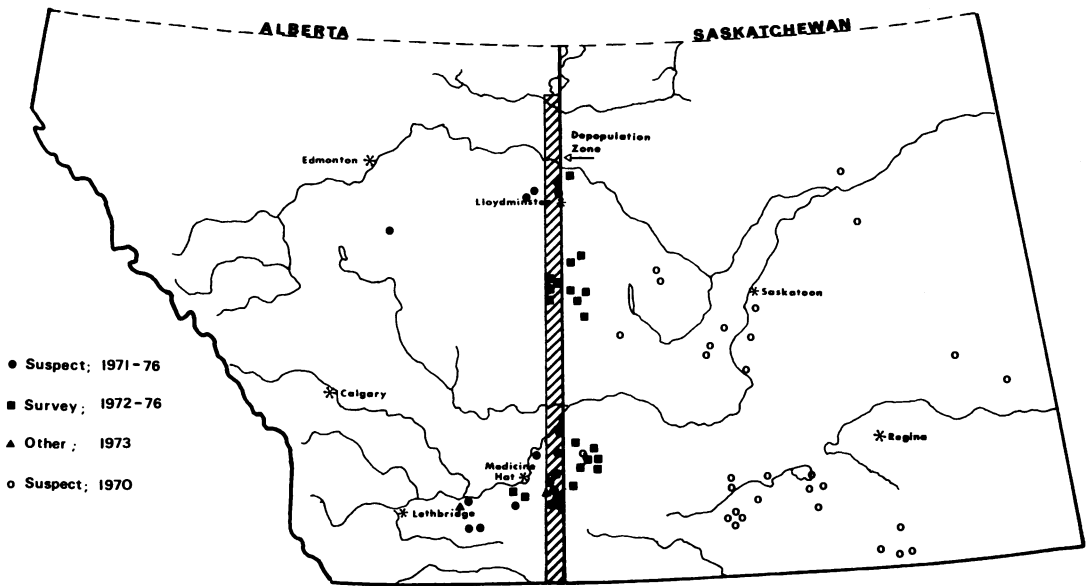 ALBERTA
SASKATCHEWAN
Depopulation
Zone
Edmonton
Lloydminster
Saskatoon
● Suspect; 1971-76
■ Survey; 1972-76
▲ Other; 1973
○ Suspect; 1970
Calgary
Regina
Medicine
Hat
Lethbridge